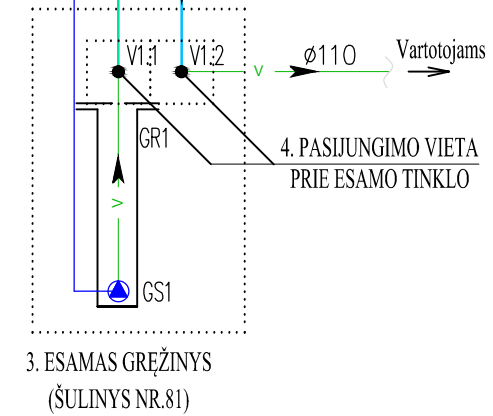 V1.1
V1.2
V
Ø110
Vartotojams
GR1
4. PASIJUNGIMO VIETA
PRIE ESAMO TINKLO
V
GS1
3. ESAMAS GRĘŽINYS
(ŠULINYS NR.81)